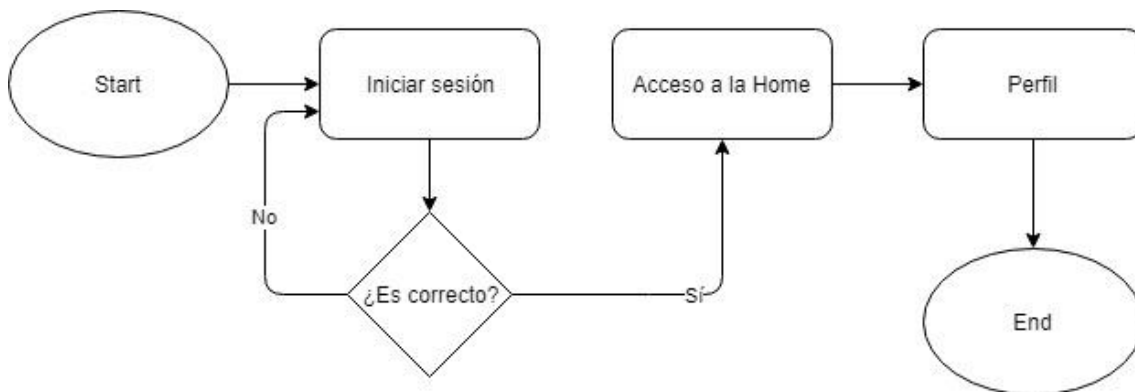 Start
Iniciar sesión
Acceso a la Home
Perfil
No
¿Es correcto?
Sí
End